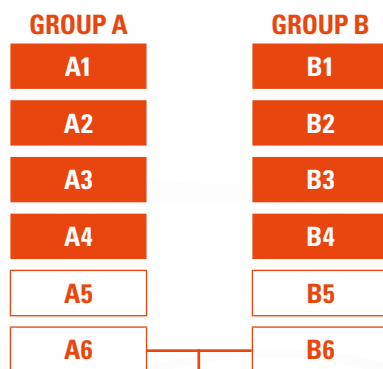 GROUP A GROUP B
A1 B1
A2 B2
A3 B3
A4 B4
A5 B5
A6 B6